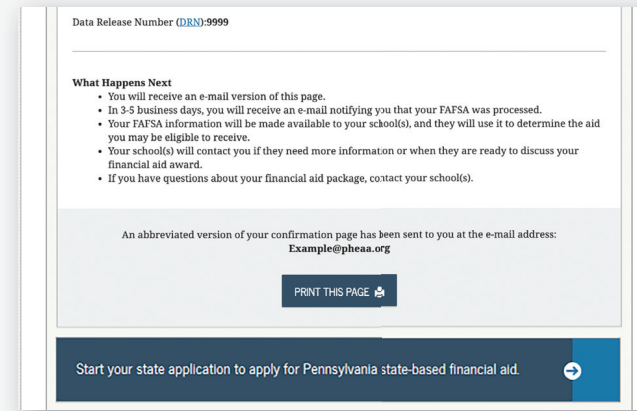 Data Release Number (DRN):9999
What Happens Next
• You will receive an e-mail version of this page.
• In 3-5 business days, you will receive an e-mail notifying you that your FAFSA was processed.
• Your FAFSA information will be made available to your school(s), and they will use it to determine the aid
you may be eligible to receive.
• Your school(s) will contact you if they need more information or when they are ready to discuss your
financial aid award.
• If you have questions about your financial aid package, contact your school(s).
An abbreviated version of your confirmation page has been sent to you at the e-mail address:
Example@pheaa.org
PRINT THIS PAGE
Start your state application to apply for Pennsylvania state-based financial aid.